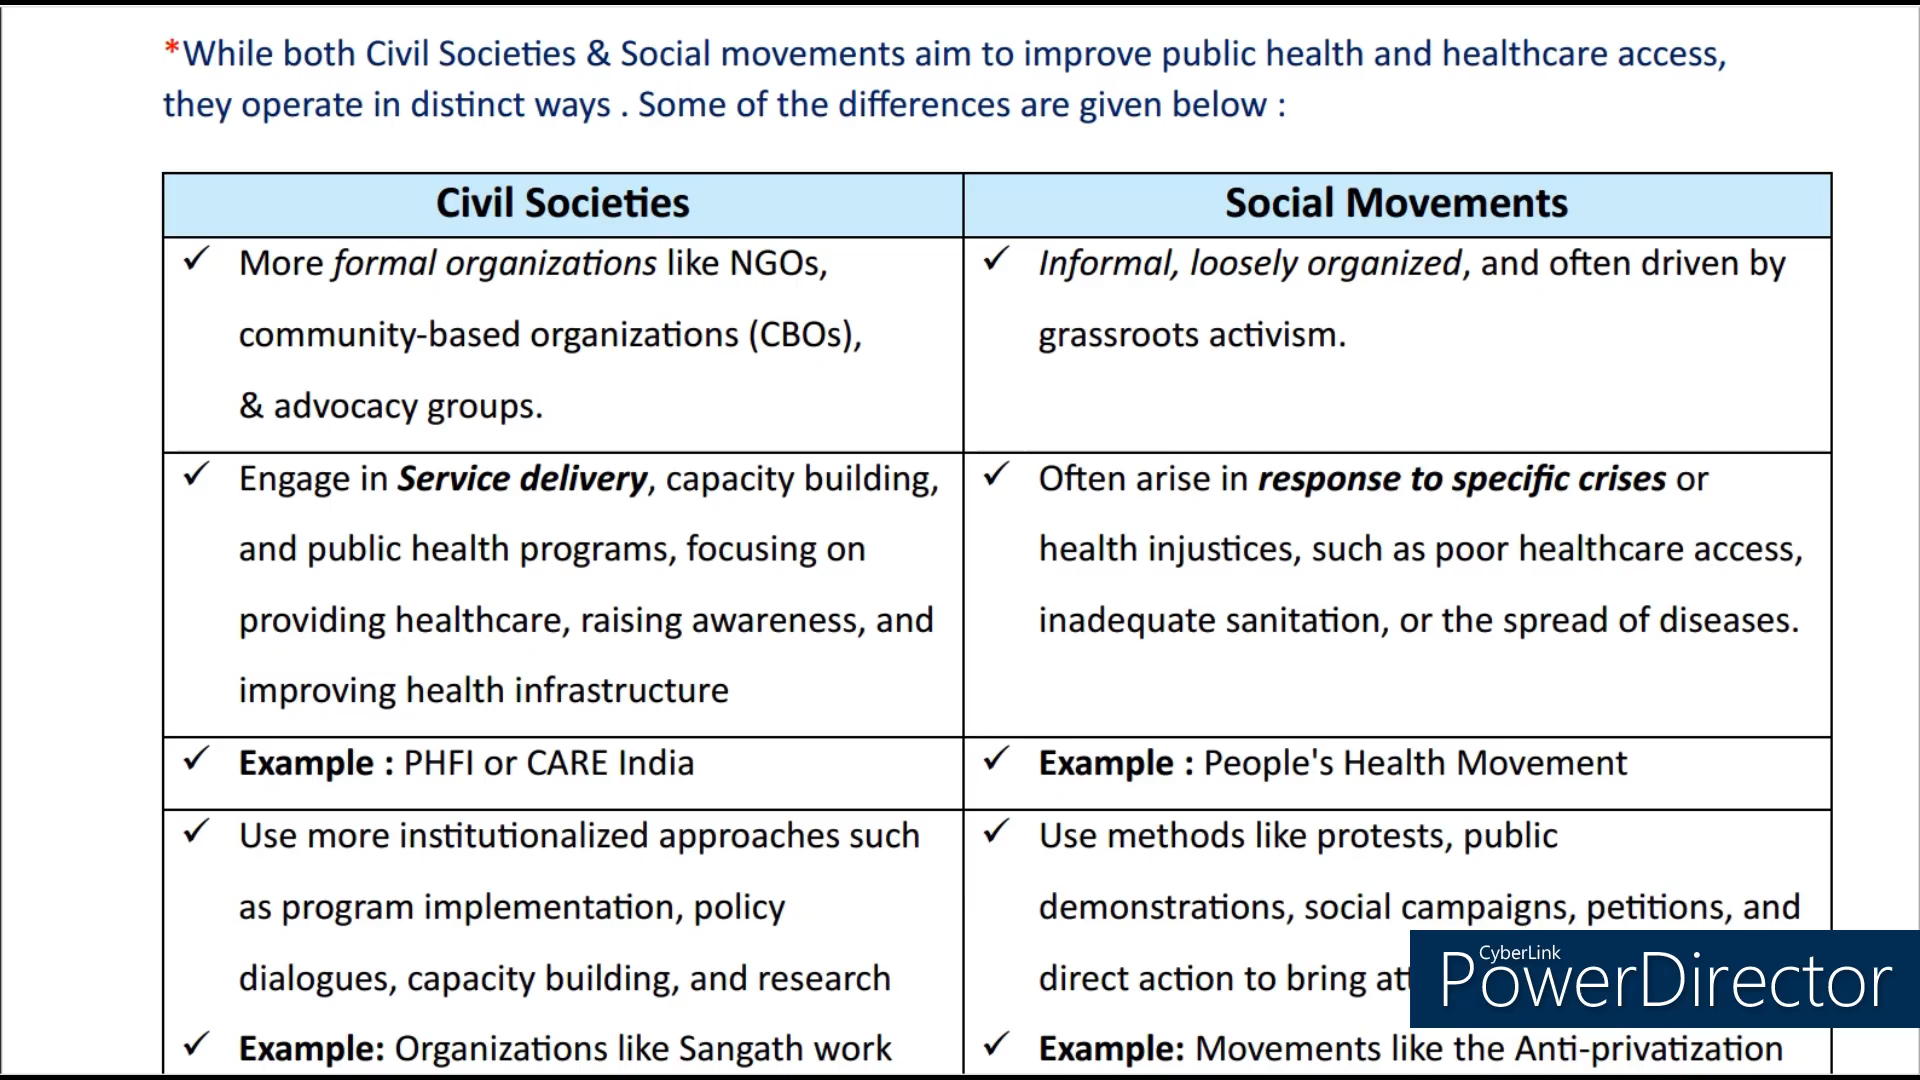 *While both Civil Societies & Social movements aim to improve public health and healthcare access,
they operate in distinct ways . Some of the differences are given below :
Civil Societies
Social Movements
✓ More formal organizations like NGOs,
community-based organizations (CBOs),
& advocacy groups.
✓ Informal, loosely organized, and often driven by
grassroots activism.
✓ Engage in Service delivery, capacity building,
and public health programs, focusing on
providing healthcare, raising awareness, and
improving health infrastructure
✓ Often arise in response to specific crises or
health injustices, such as poor healthcare access,
inadequate sanitation, or the spread of diseases.
✓ Example : PHFI or CARE India
✓ Example : People's Health Movement
✓ Use more institutionalized approaches such
as program implementation, policy
dialogues, capacity building, and research
✓ Example: Organizations like Sangath work
✓ Use methods like protests, public
demonstrations, social campaigns, petitions, and
direct action to bring
✓ Example: Movements like the Anti-privatization
CyberLink
PowerDirector